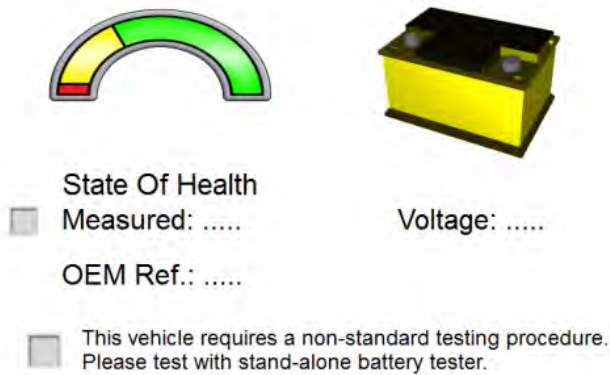 State Of Health
Measured: .....
Voltage: .....
OEM Ref.: .....
This vehicle requires a non-standard testing procedure.
Please test with stand-alone battery tester.